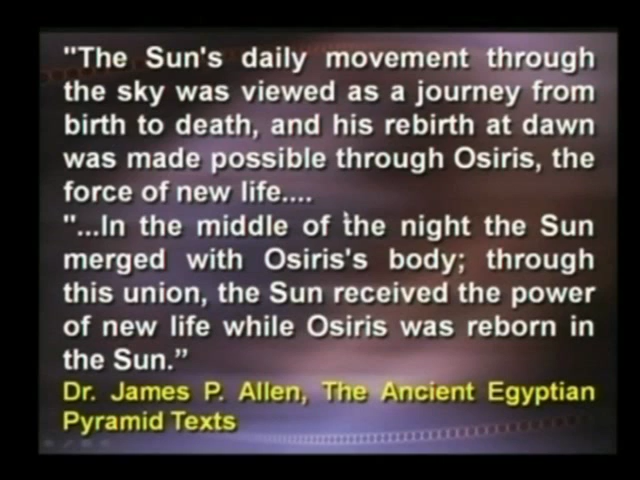 "The Sun's daily movement through
the sky was viewed as a journey from
birth to death, and his rebirth at dawn
was made possible through Osiris, the
force of new life....
"...In the middle of the night the Sun
merged with Osiris's body; through
this union, the Sun received the power
of new life while Osiris was reborn in
the Sun.”
Dr. James P. Allen, The Ancient Egyptian
Pyramid Texts